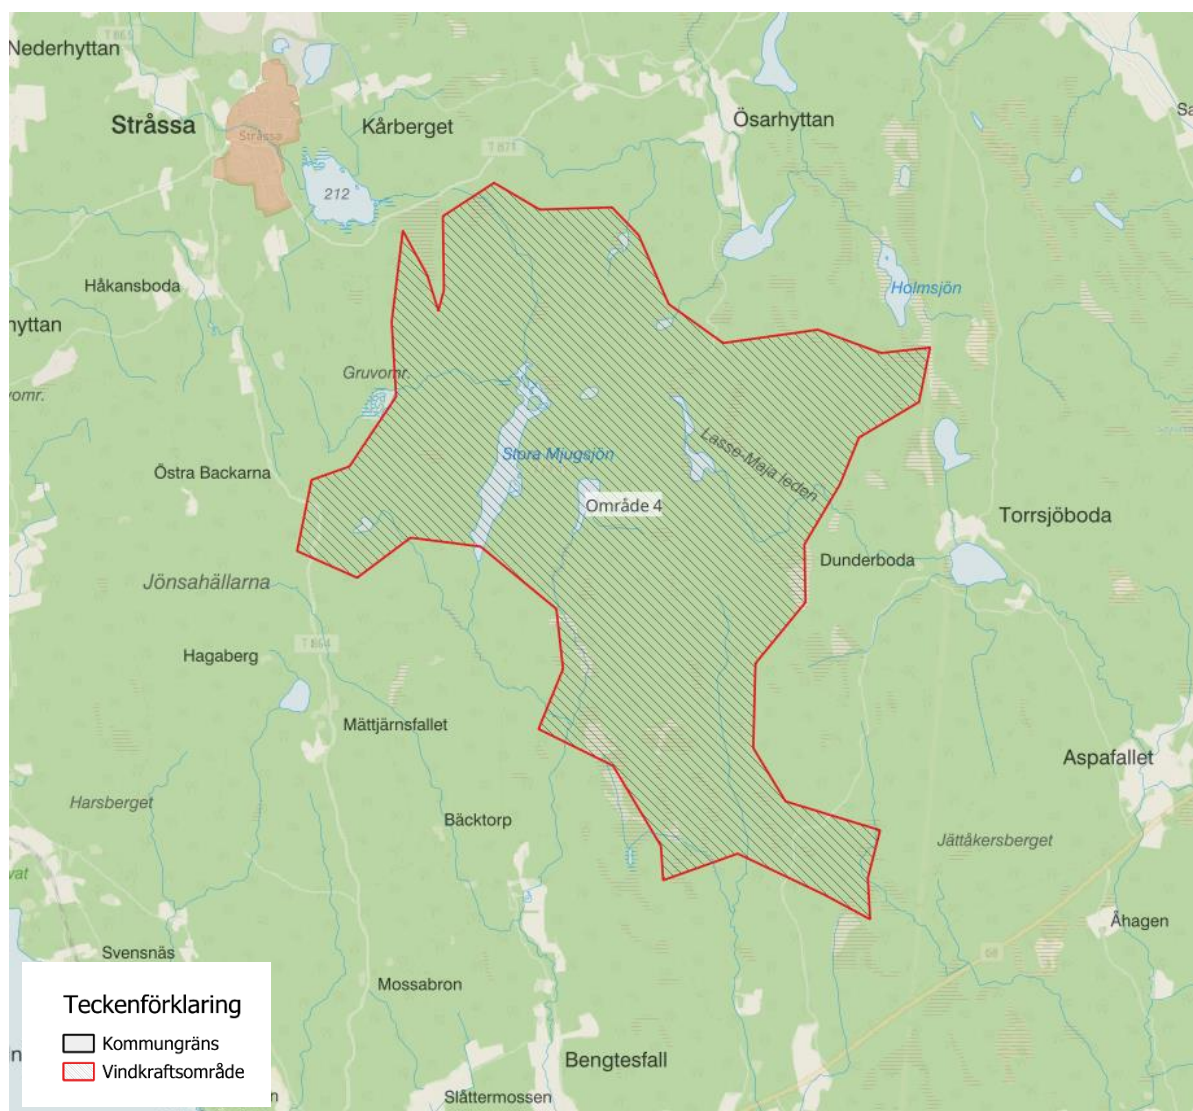 T 865
Nederhyttan
Stråssa
Stråssa
Kårberget
Ösarhyttan
T 871
212
Håkansboda
Holmsjön
hyttan
Gruvomr.
vomr.
Lasse-Maja leden
Stora Mjugsjön
Östra Backarna
Område 4
Torrsjöboda
Dunderboda
Jönsahällarna
T 864
Hagaberg
Mättjärnsfallet
Aspafallet
Harsberget
Bäcktorp
Jättåkersberget
vat
Åhagen
Svensnäs
68
Mossabron
Teckenförklaring
Kommungräns
Vindkraftsområde
Bengtesfall
Slåttermossen